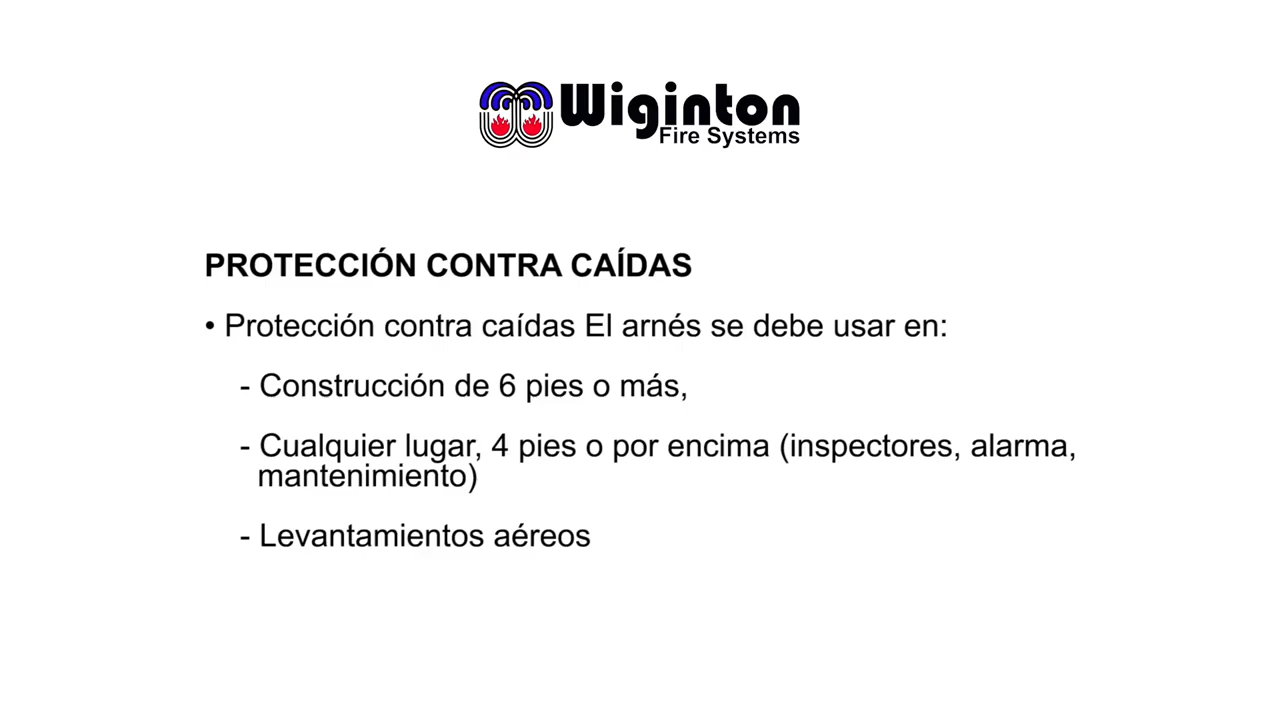 Wiginton
Fire Systems
PROTECCIÓN CONTRA CAÍDAS
• Protección contra caídas El arnés se debe usar en:
- Construcción de 6 pies o más,
- Cualquier lugar, 4 pies o por encima (inspectores, alarma,
mantenimiento)
- Levantamientos aéreos